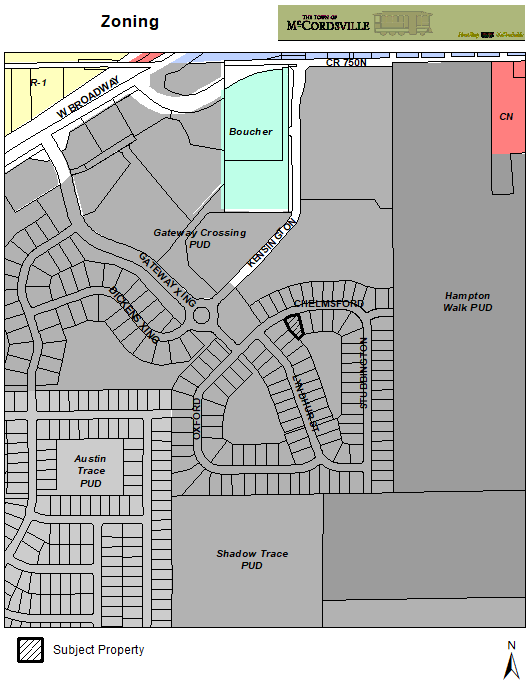 Zoning
THE TOWN OF
MCCORDSVILLE
CR 750N
R-1
W BROADWAY
CN
Boucher
Gateway Crossing
PUD
KENSINGTON
GATEWAY XING
DICKENS XING
CHELMSFORD
Hampton
Walk PUD
STUBBINGTON
LYNDHURST
OXFORD
Austin
Trace
PUD
Shadow Trace
PUD
Subject Property
N